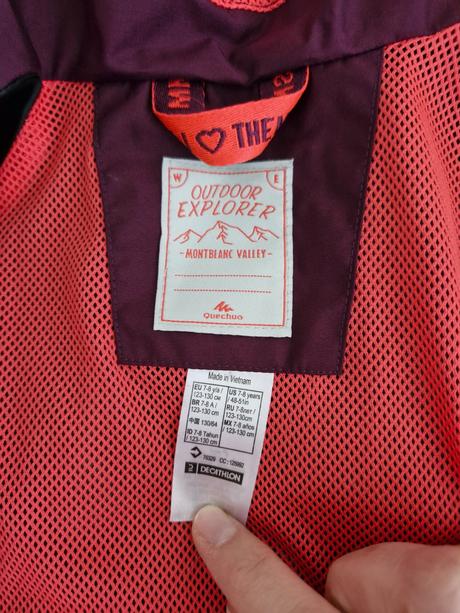 I ♡ THE
W E
OUTDOOR
EXPLORER
-MONTBLANC VALLEY-
Quechua
Made in Vietnam
EU 7-8 y/a /
123-130 см
BR 7-8 A /
123-130 cm
中国 130/64
ID 7-8 Tahun
/ 123-130 cm
US 7-8 years
/ 48-51in
RU 7-8лет /
123-130cm
MX 7-8 años
/ 123-130 cm
DECATHLON